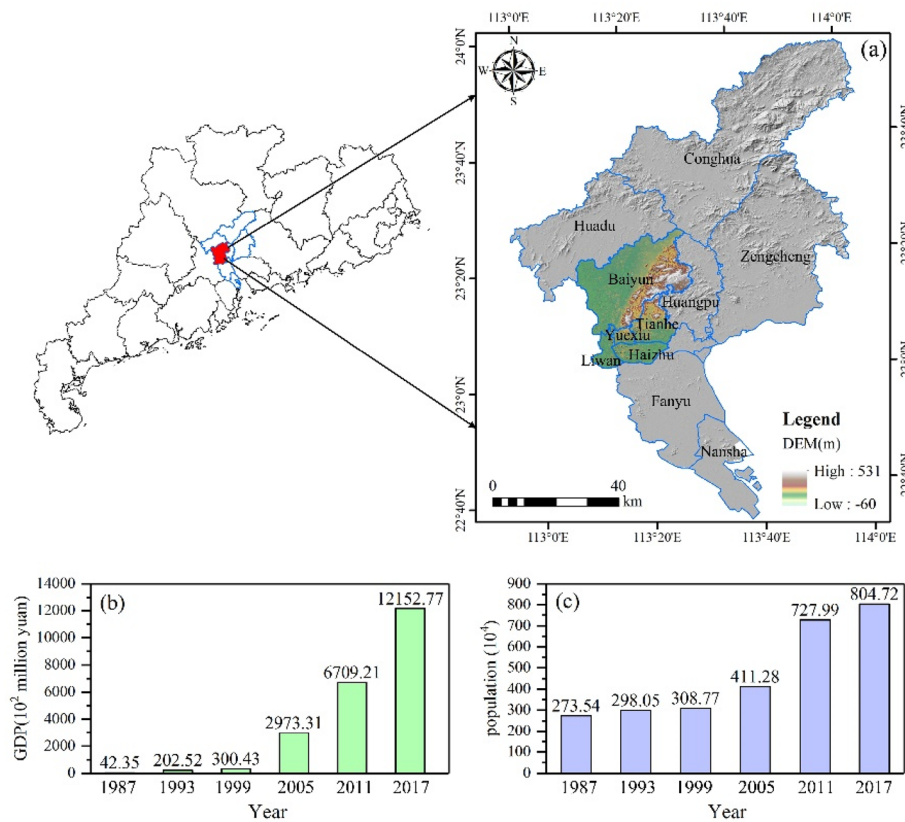 113°0'E 113°20'E 113°40'E 114°0'E
(a)
N
W E
S
24°0'N
23°40'N
23°20'N
23°0'N
22°40'N
Conghua
Huadu
Zengcheng
Baiyun
Huangpu
Tianhe
Yuexiu
Liwan
Haizhu
Fanyu
Nansha
Legend
DEM(m)
High : 531
Low : -60
0 40
km
113°0'E 113°20'E 113°40'E 114°0'E
(b)
GDP(10² million yuan)
14000
12000
10000
8000
6000
4000
2000
0
42.35
202.52
300.43
2973.31
6709.21
12152.77
1987 1993 1999 2005 2011 2017
Year
(c)
population (10⁴)
900
800
700
600
500
400
300
200
100
0
273.54
298.05
308.77
411.28
727.99
804.72
1987 1993 1999 2005 2011 2017
Year